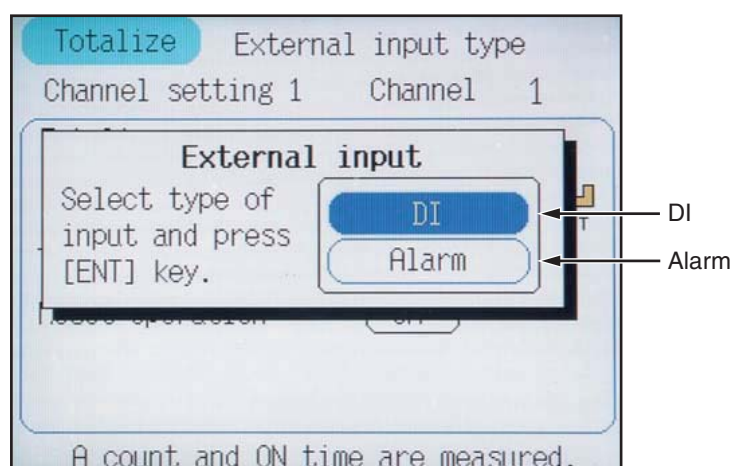 Totalize External input type
Channel setting 1 Channel 1
External input
Select type of
input and press
[ENT] key.
DI
Alarm
T
A count and ON time are measured.
DI
Alarm